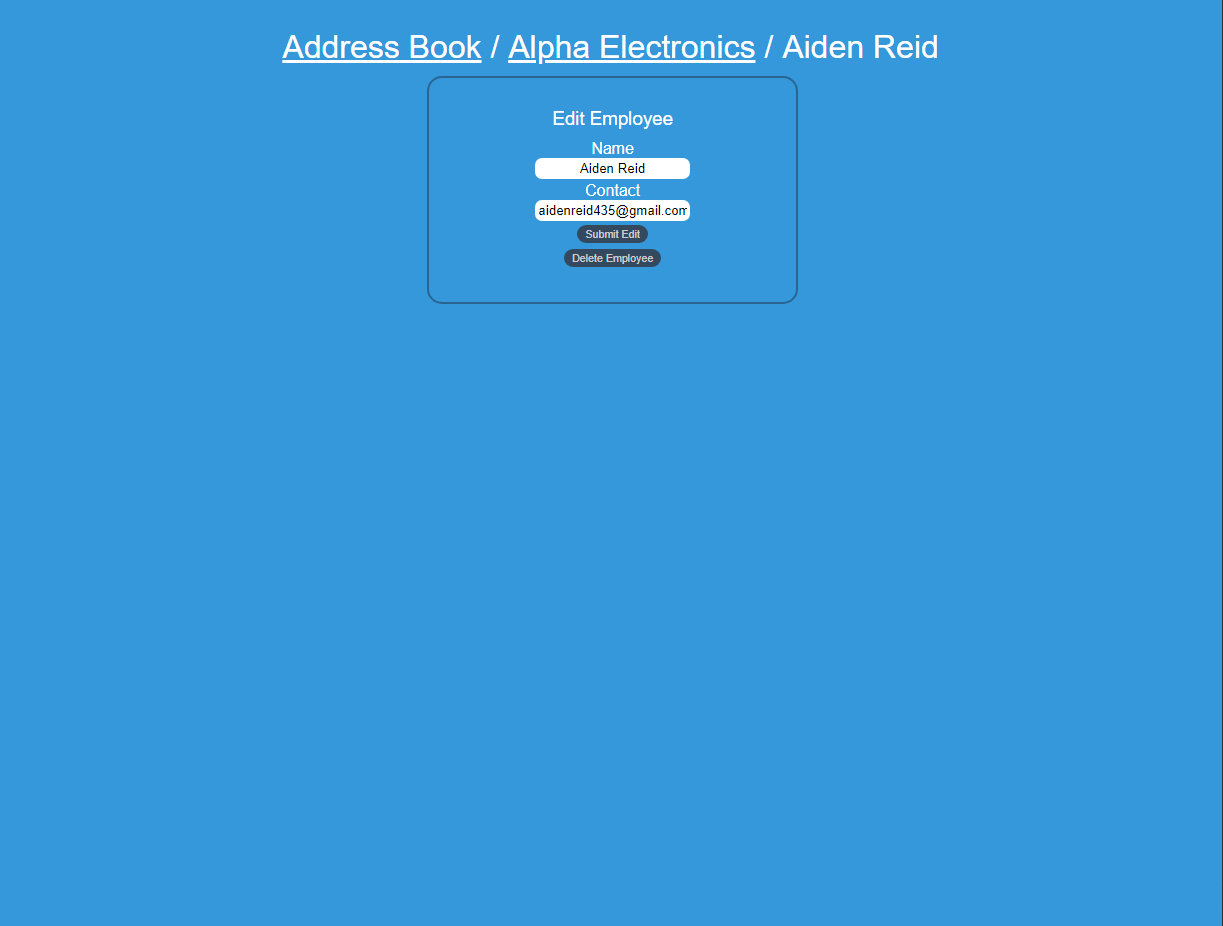 Address Book / Alpha Electronics / Aiden Reid
Edit Employee
Name
Aiden Reid
Contact
aidenreid435@gmail.com
Submit Edit
Delete Employee